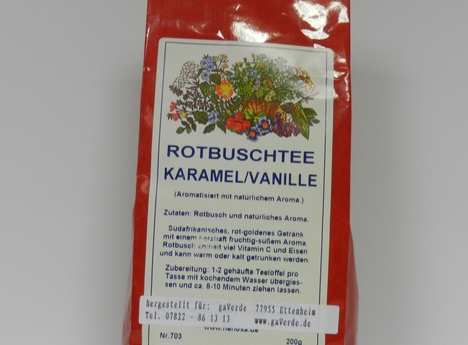 ROTBUSCHTEE
KARAMEL/VANILLE
(Aromatisiert mit natürlichem Aroma.)
Zutaten: Rotbusch und natürliches Aroma.
Südafrikanisches, rot-goldenes Getränk
mit einem herzhaft fruchtig-süßem Aroma.
Rotbusch enthält viel Vitamin C und Eisen
und kann warm oder kalt getrunken werden.
Zubereitung: 1-2 gehäufte Teelöffel pro
Tasse mit kochendem Wasser übergies-
sen und ca. 8-10 Minuten ziehen lassen.
hergestellt für: gaVerde 77955 Ettenheim
Tel. 07822 - 86 13 13 www.gaVerde.de
Nr.703 200g